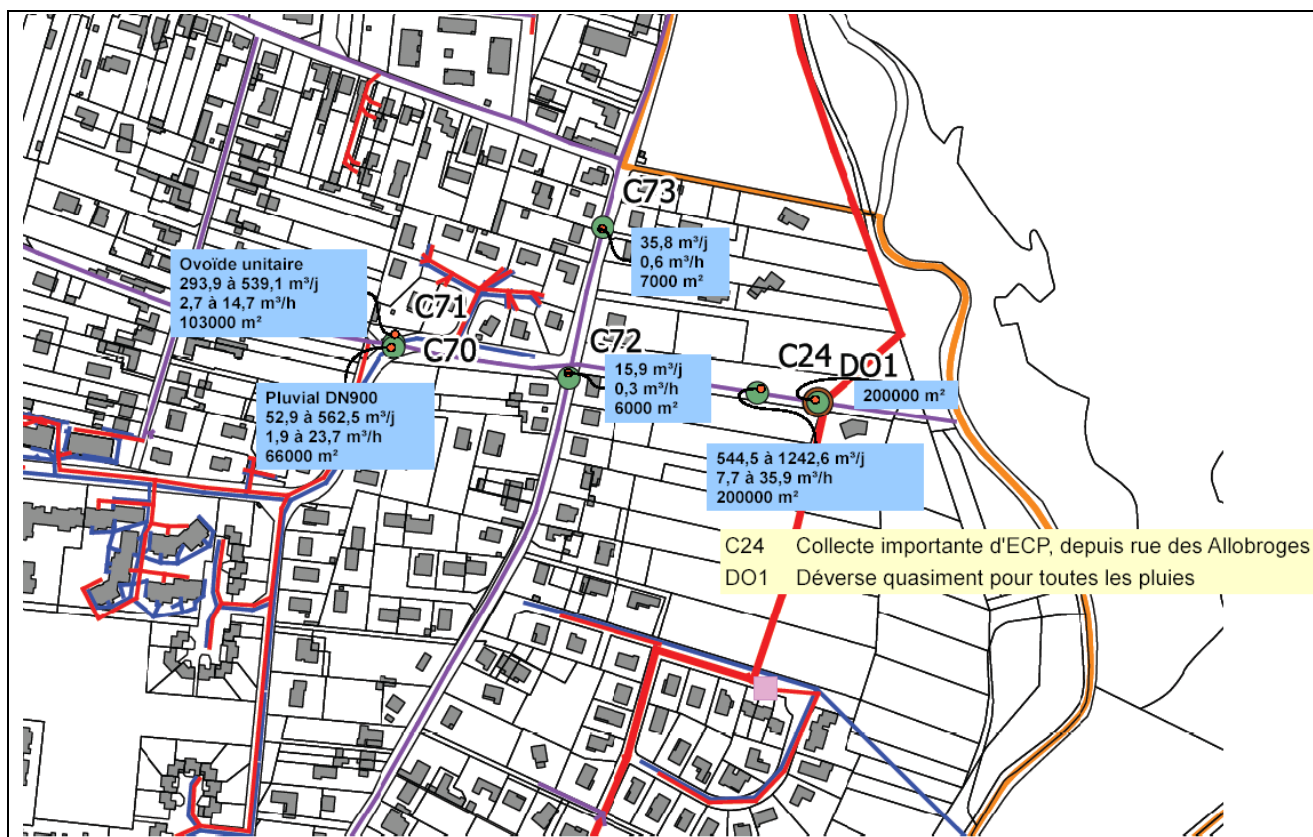 C73
35,8 m³/j
0,6 m³/h
7000 m²
Ovoïde unitaire
293,9 à 539,1 m³/j
2,7 à 14,7 m³/h
103000 m²
C71
C70
C72
15,9 m³/j
0,3 m³/h
6000 m²
C24
DO1
200000 m²
Pluvial DN900
52,9 à 562,5 m³/j
1,9 à 23,7 m³/h
66000 m²
544,5 à 1242,6 m³/j
7,7 à 35,9 m³/h
200000 m²
C24 Collecte importante d'ECP, depuis rue des Allobroges
DO1 Déverse quasiment pour toutes les pluies